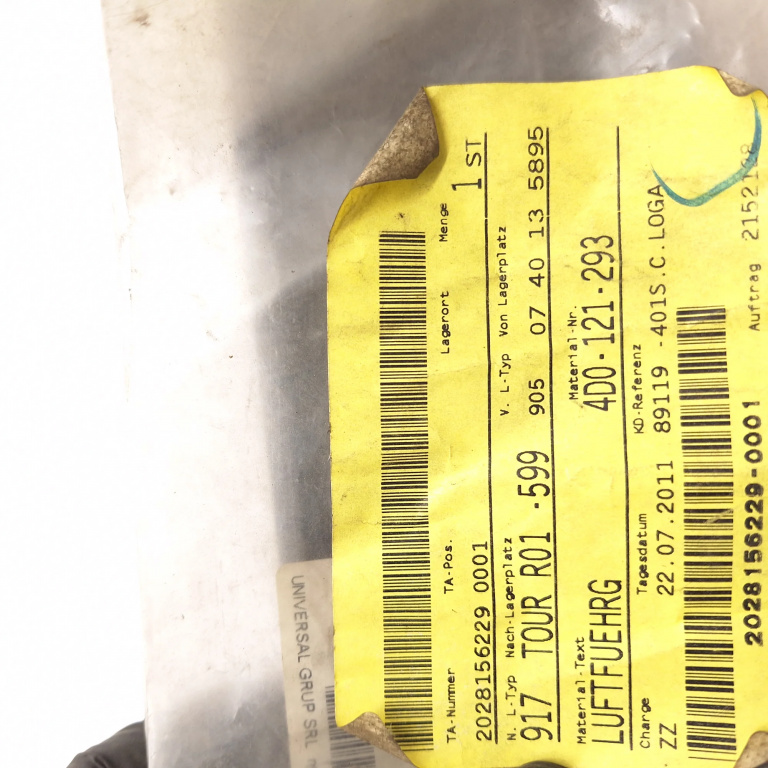 TA-Nummer TA-Pos. Lagerort Menge
2028156229 0001 1 ST
N. L-Typ Nach-Lagerplatz V. L-Typ Von Lagerplatz
917 TOUR R01 -599 905 07 40 13 5895
Material-Text Material-Nr.
LUFTFUEHRG 4D0-121-293
Charge Tagesdatum KD-Referenz
ZZ 22.07.2011 89119 -401S.C.LOGA
2028156229-0001 Auftrag
UNIVERSAL GRUP SRL